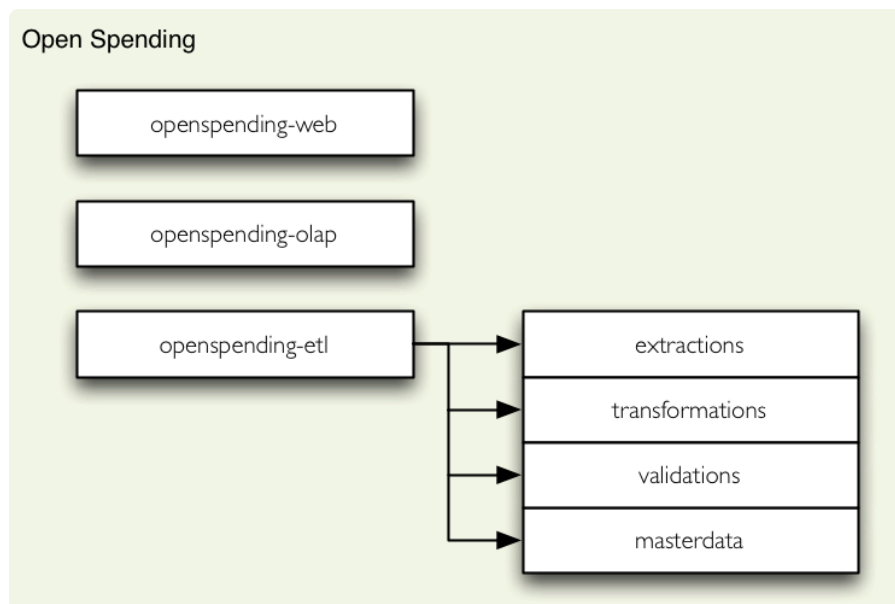 Open Spending
openspending-web
openspending-olap
openspending-etl
extractions
transformations
validations
masterdata